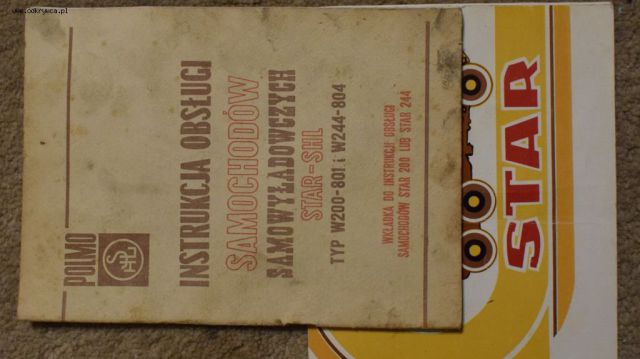 www.odkrywca.pl
POLMO
SHL
INSTRUKCJA OBSŁUGI
SAMOCHODÓW
SAMOWYŁADOWCZYCH
STAR-SHL
TYP W200-801 i W244-804
WKŁADKA DO INSTRUKCJI OBSŁUGI
SAMOCHODÓW STAR 200 LUB STAR 244
STAR